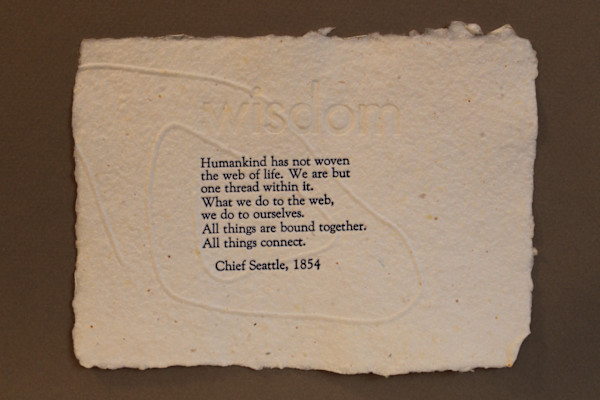 wisdom
Humankind has not woven
the web of life. We are but
one thread within it.
What we do to the web,
we do to ourselves.
All things are bound together.
All things connect.
Chief Seattle, 1854